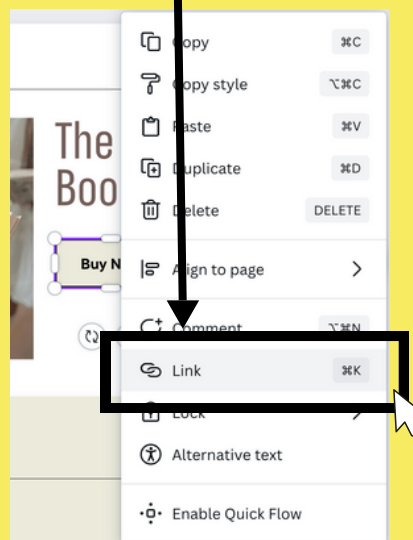 The
Boo
Buy N
Copy ⌘C
Copy style ⌥⌘C
Paste ⌘V
Duplicate ⌘D
Delete DELETE
Align to page
Comment ⌥⌘N
Link ⌘K
Lock
Alternative text
Enable Quick Flow